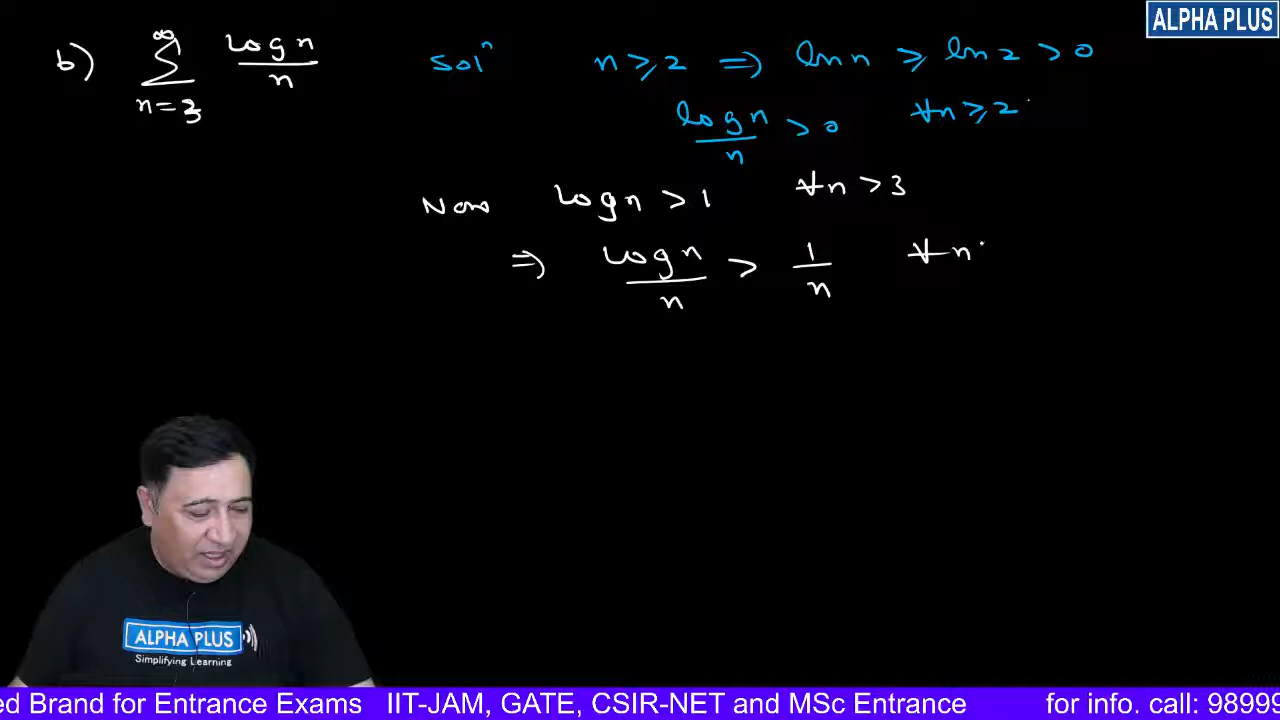 ALPHA PLUS
b) ∞ Σ n=3 log n / n
solⁿ n ⩾ 2 ⇒ ln n ⩾ ln 2 > 0
log n / n > 0 ∀n ⩾ 2
Now log n > 1 ∀n > 3
⇒ log n / n > 1 / n ∀ n
ALPHA PLUS
Simplifying Learning
ed Brand for Entrance Exams IIT-JAM, GATE, CSIR-NET and MSc Entrance for info. call: 98999